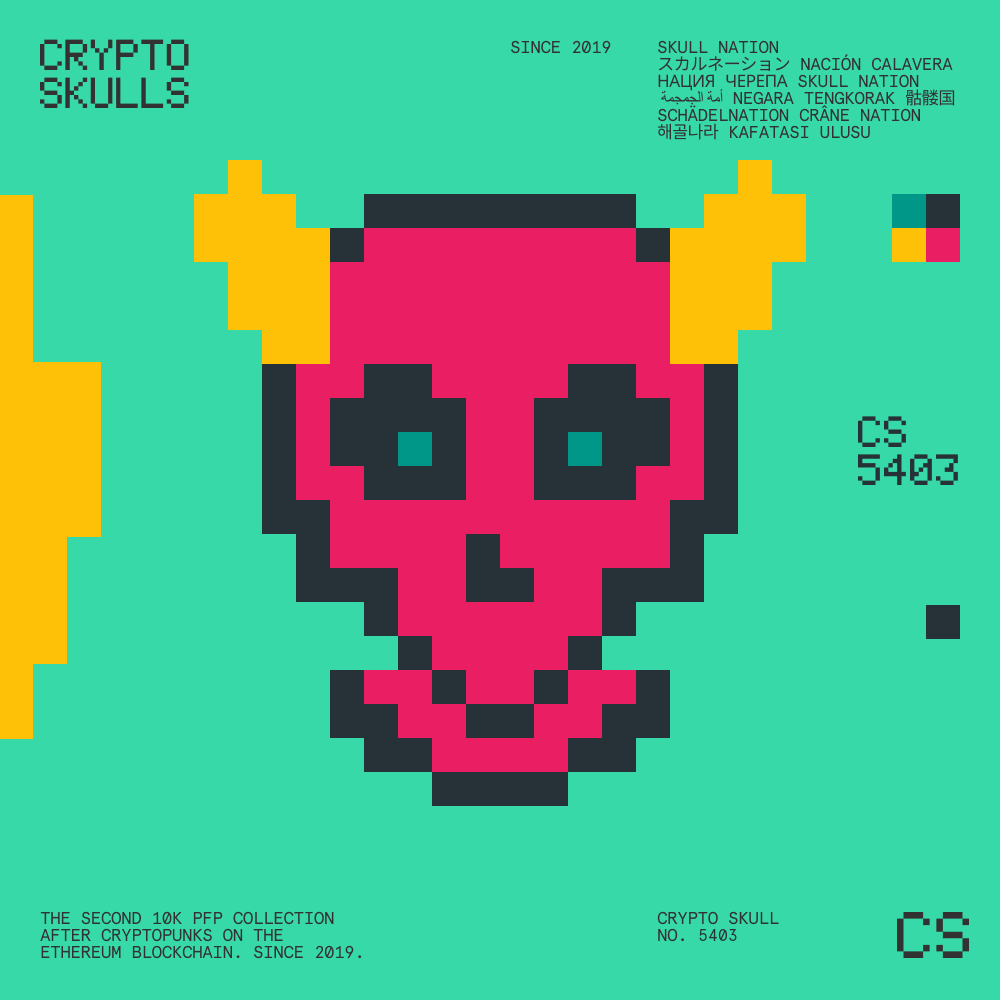 CRYPTO
SKULLS
SINCE 2019
SKULL NATION
スカルネーション NACIÓN CALAVERA
НАЦИЯ ЧЕРЕПА SKULL NATION
أمة الجمجمة NEGARA TENGKORAK 骷髅国
SCHÄDELNATION CRÂNE NATION
해골나라 KAFATASI ULUSU
CS
5403
THE SECOND 10K PFP COLLECTION
AFTER CRYPTOPUNKS ON THE
ETHEREUM BLOCKCHAIN. SINCE 2019.
CRYPTO SKULL
NO. 5403
CS